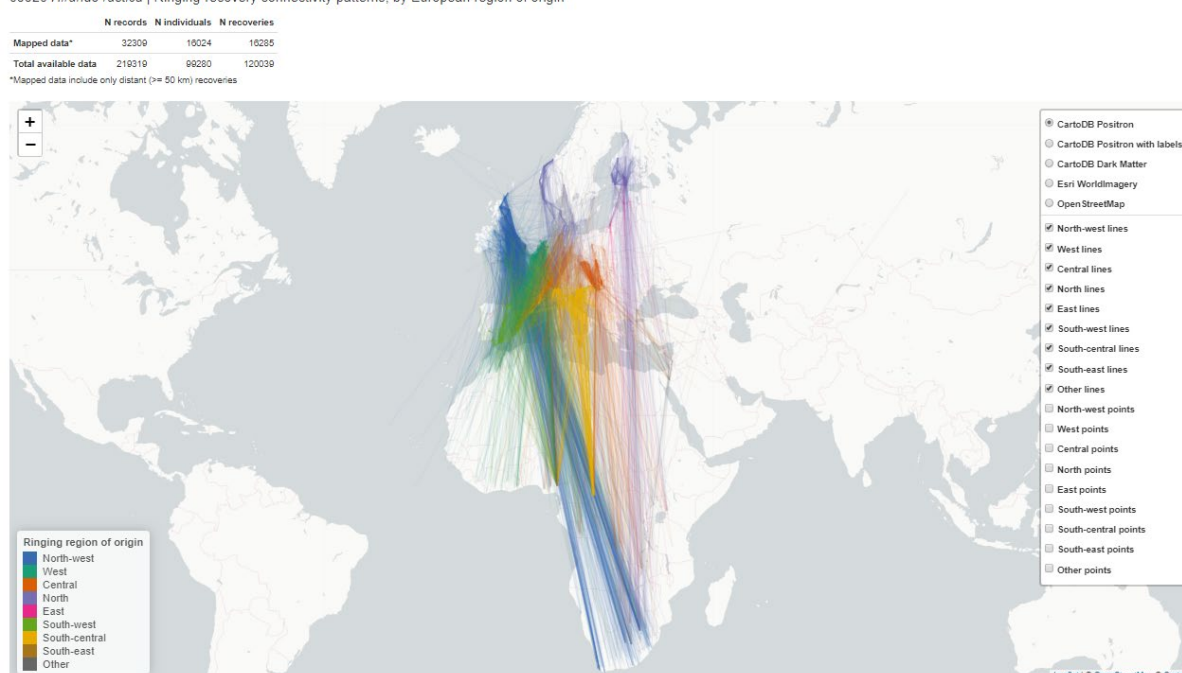 Ringing recovery connectivity patterns, by European region of origin
N records N individuals N recoveries
Mapped data* 32309 16024 16285
Total available data 219319 99280 120039
*Mapped data include only distant (>= 50 km) recoveries
+
−
CartoDB Positron
CartoDB Positron with labels
CartoDB Dark Matter
Esri WorldImagery
OpenStreetMap
North-west lines
West lines
Central lines
North lines
East lines
South-west lines
South-central lines
South-east lines
Other lines
North-west points
West points
Central points
North points
East points
South-west points
South-central points
South-east points
Other points
Ringing region of origin
North-west
West
Central
North
East
South-west
South-central
South-east
Other